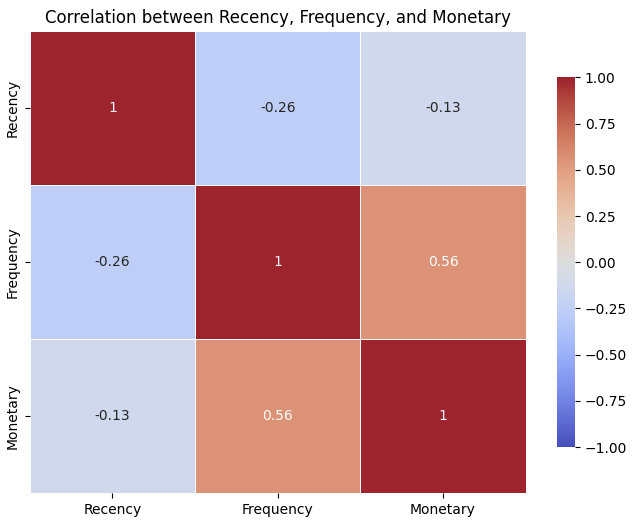 Correlation between Recency, Frequency, and Monetary
Recency
1
-0.26
-0.13
Frequency
-0.26
1
0.56
Monetary
-0.13
0.56
1
Recency
Frequency
Monetary
1.00
0.75
0.50
0.25
0.00
−0.25
−0.50
−0.75
−1.00